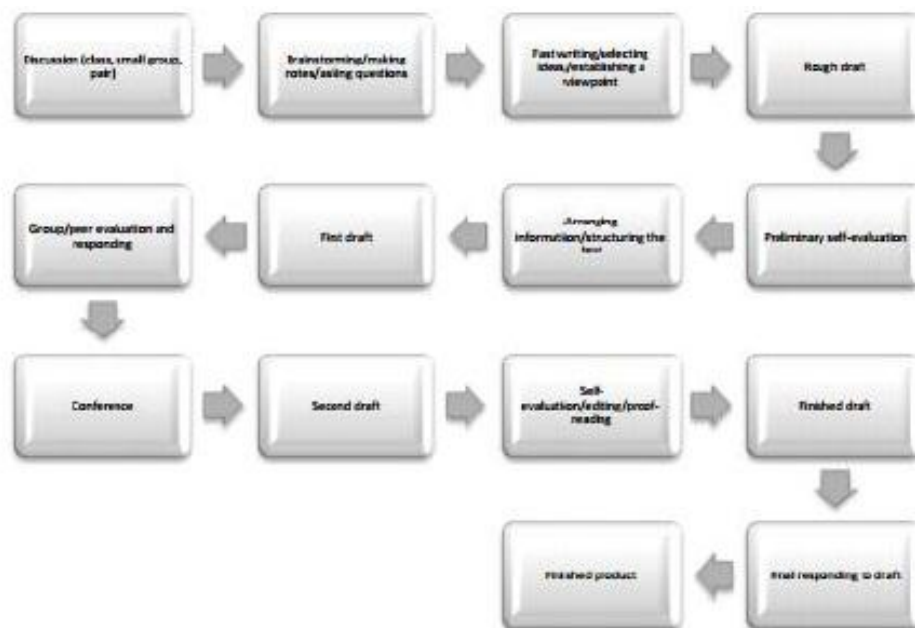 Discussion (class, small group,
pair)
Brainstorming/making
notes/asking questions
Fast writing/selecting
ideas/establishing a
viewpoint
Rough draft
Preliminary self-evaluation
Arranging
information/structuring the
text
First draft
Group/peer evaluation and
responding
Conference
Second draft
Self-
evaluation/editing/proof-
reading
Finished draft
Final responding to draft
Finished product